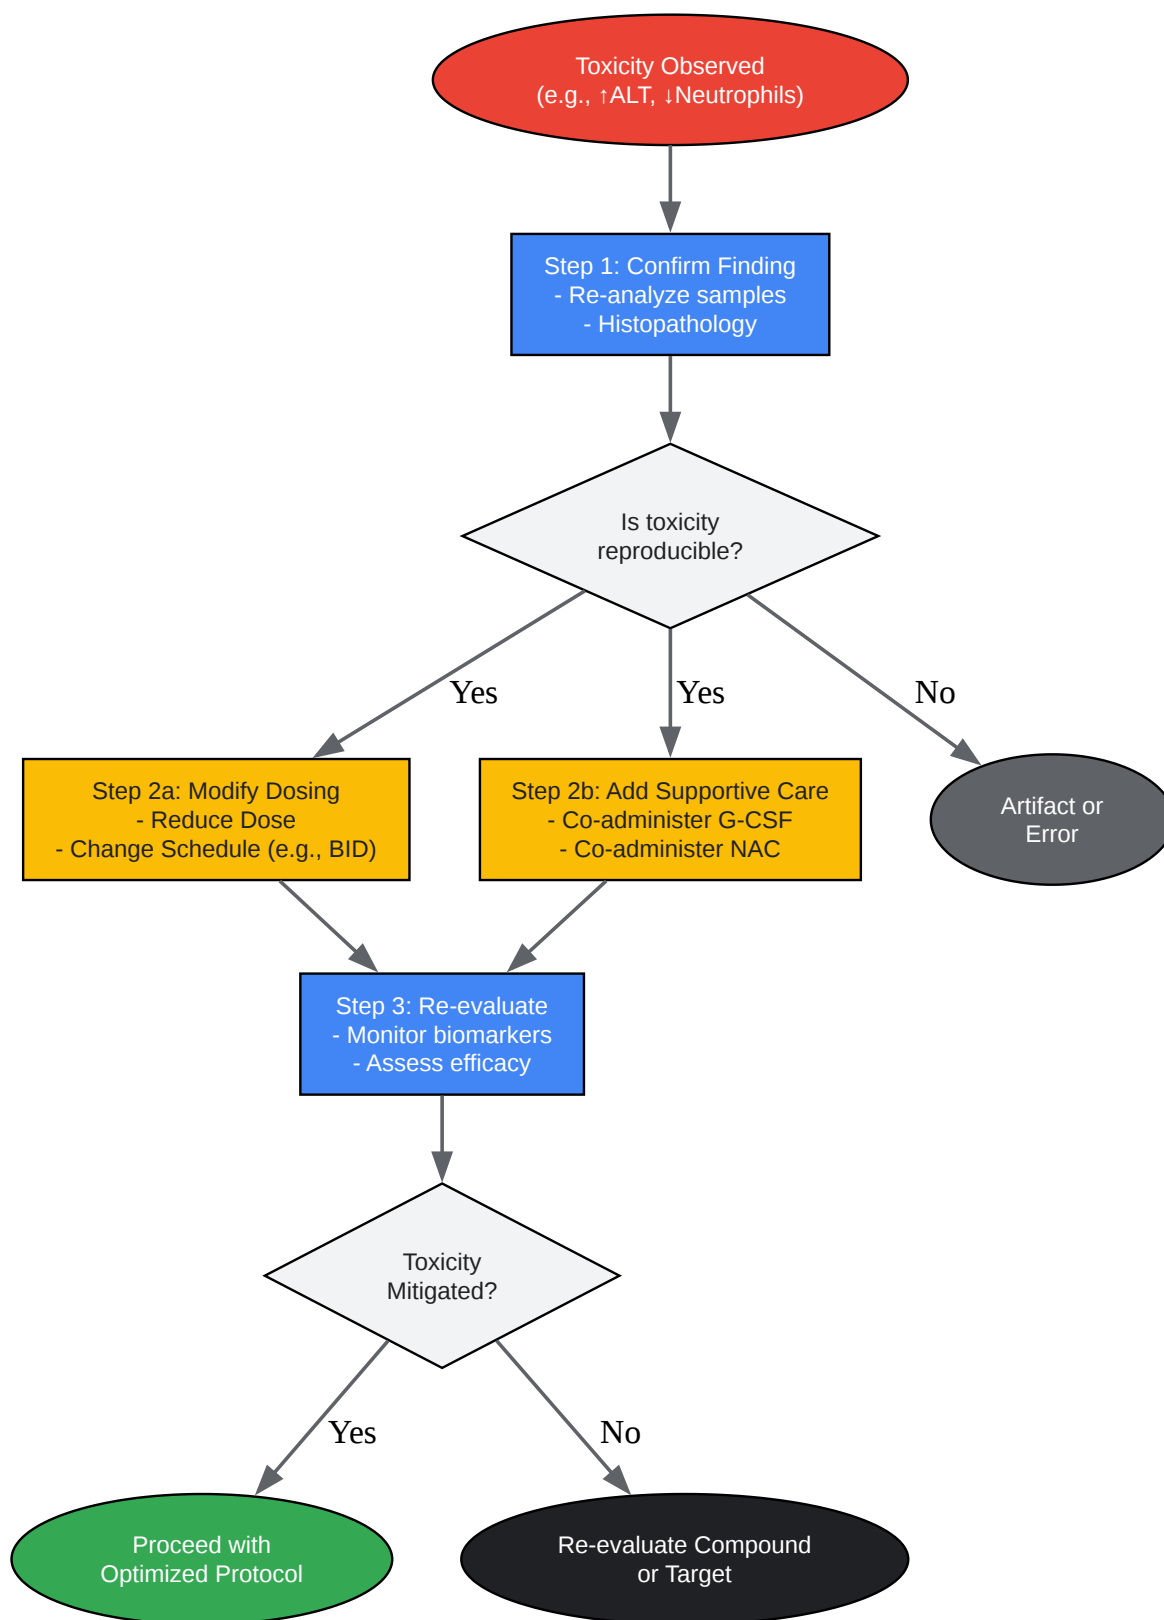 Toxicity Observed
(e.g., ↑ALT, ↓Neutrophils)
Step 1: Confirm Finding
- Re-analyze samples
- Histopathology
Is toxicity
reproducible?
Yes
Yes
No
Step 2a: Modify Dosing
- Reduce Dose
- Change Schedule (e.g., BID)
Step 2b: Add Supportive Care
- Co-administer G-CSF
- Co-administer NAC
Artifact or
Error
Step 3: Re-evaluate
- Monitor biomarkers
- Assess efficacy
Toxicity
Mitigated?
Yes
No
Proceed with
Optimized Protocol
Re-evaluate Compound
or Target